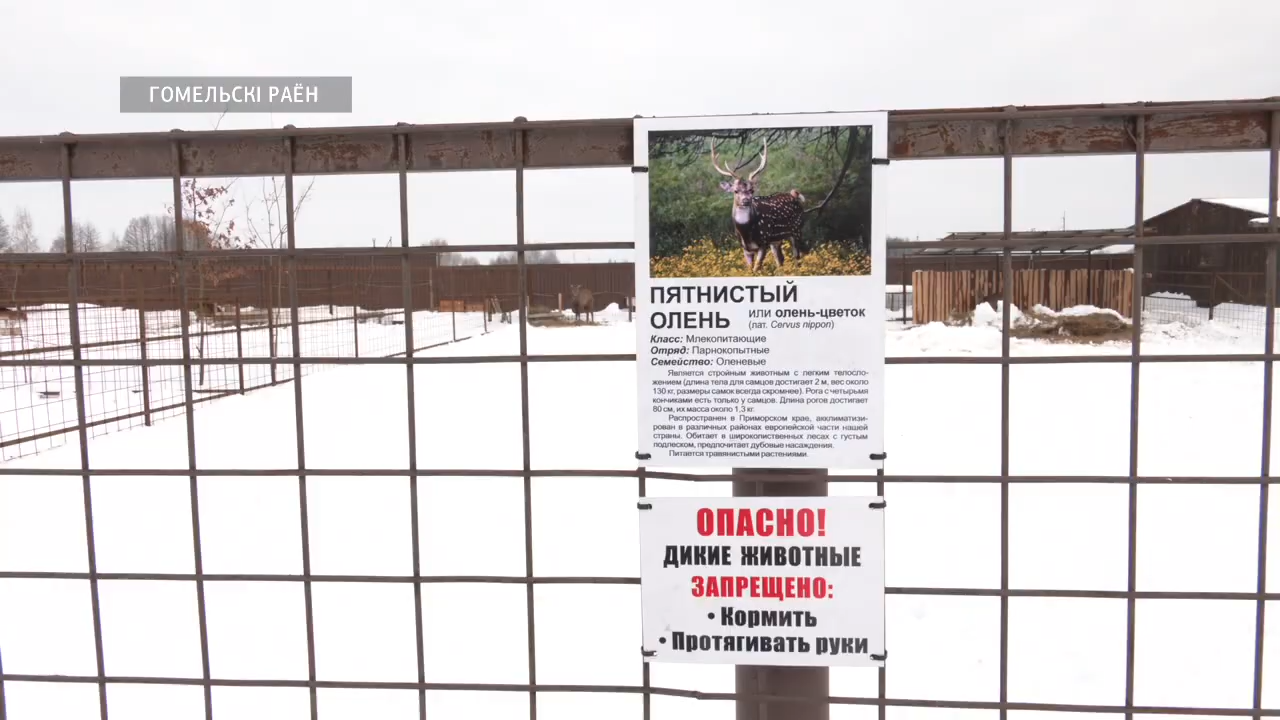 ГОМЕЛЬСКІ РАЁН
ПЯТНИСТЫЙ
ОЛЕНЬ или олень-цветок
(лат. Cervus nippon)
Класс: Млекопитающие
Отряд: Парнокопытные
Семейство: Оленевые
Является стройным животным с легким телосло-
жением (длина тела для самцов достигает 2 м, вес около
130 кг, размеры самок всегда скромнее). Рога с четырьмя
кончиками есть только у самцов. Длина рогов достигает
80 см, их масса около 1,3 кг.
Распространен в Приморском крае, акклиматизи-
рован в различных районах европейской части нашей
страны. Обитает в широколиственных лесах с густым
подлеском, предпочитает дубовые насаждения.
Питается травянистыми растениями.
ОПАСНО!
ДИКИЕ ЖИВОТНЫЕ
ЗАПРЕЩЕНО:
• Кормить
• Протягивать руки